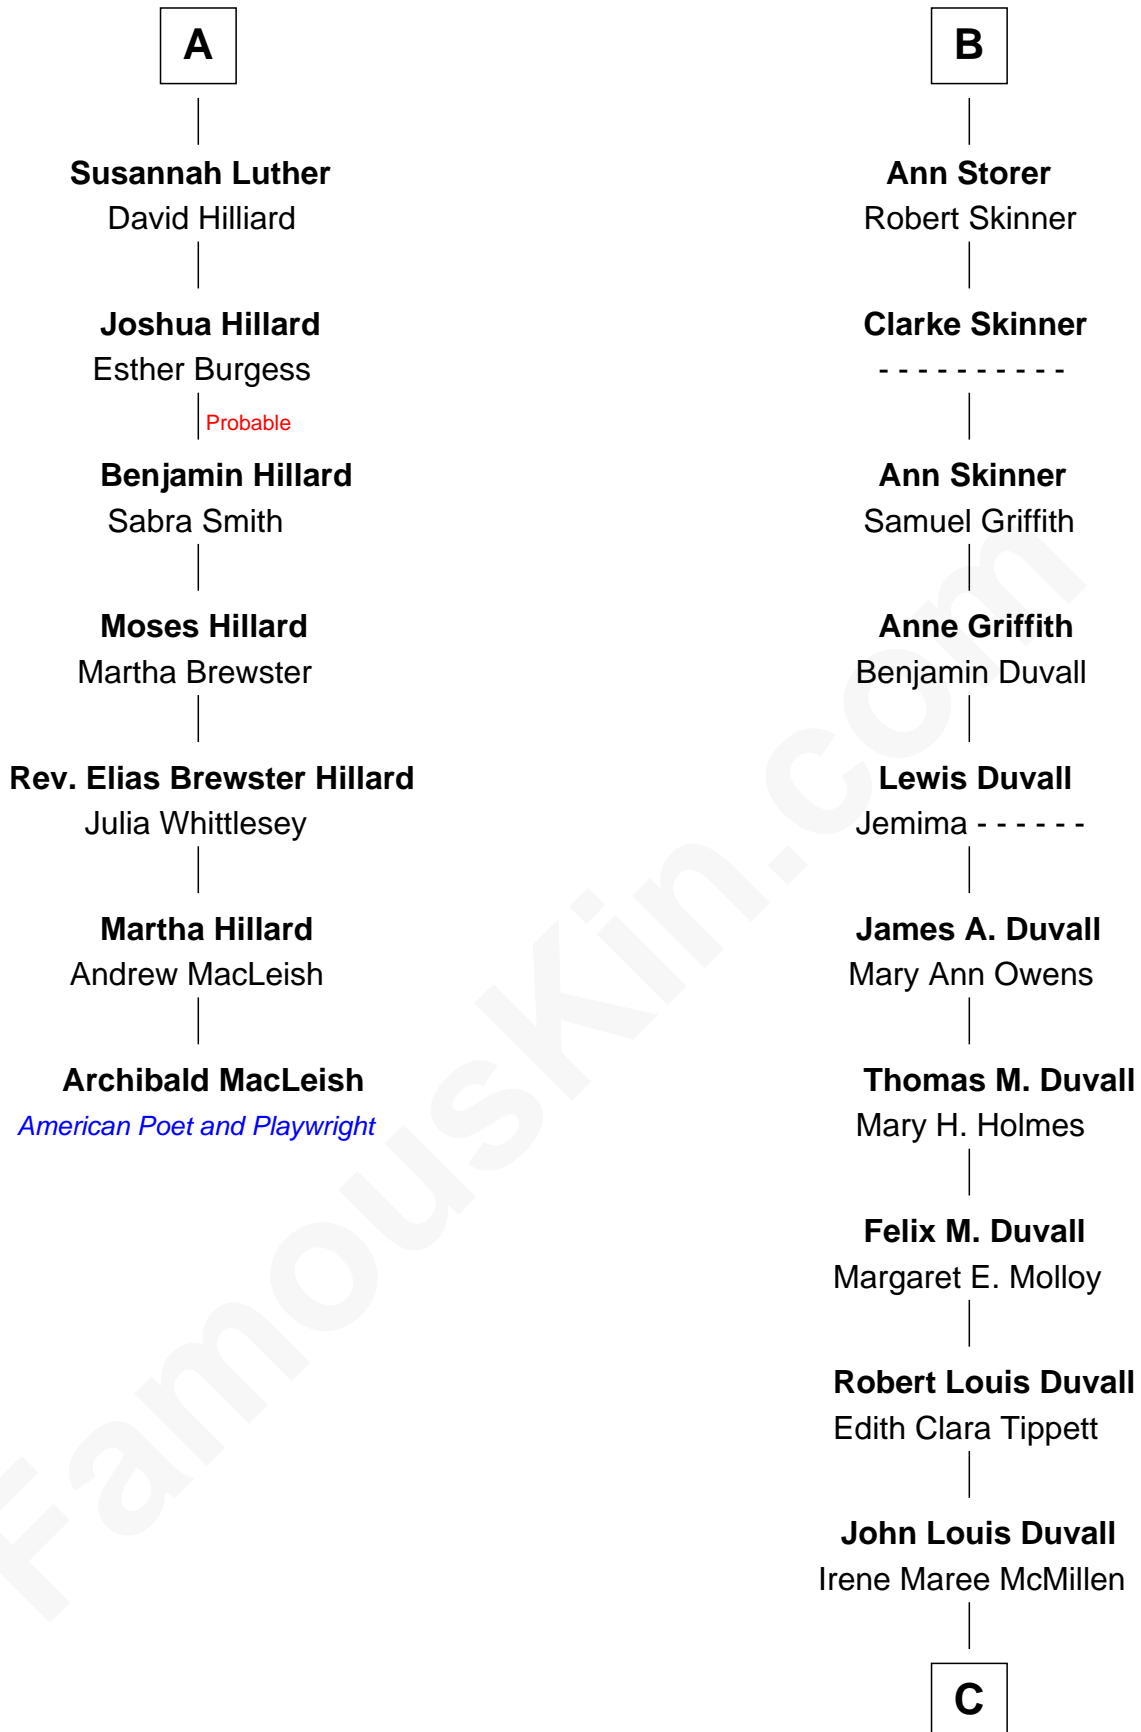 A
Susannah Luther
David Hilliard
Joshua Hillard
Esther Burgess
Probable
Benjamin Hillard
Sabra Smith
Moses Hillard
Martha Brewster
Rev. Elias Brewster Hillard
Julia Whittlesey
Martha Hillard
Andrew MacLeish
Archibald MacLeish
American Poet and Playwright
B
Ann Storer
Robert Skinner
Clarke Skinner
- - - - - - - - - -
Ann Skinner
Samuel Griffith
Anne Griffith
Benjamin Duvall
Lewis Duvall
Jemima - - - - - -
James A. Duvall
Mary Ann Owens
Thomas M. Duvall
Mary H. Holmes
Felix M. Duvall
Margaret E. Molloy
Robert Louis Duvall
Edith Clara Tippett
John Louis Duvall
Irene Maree McMillen
C
FamousKin.com